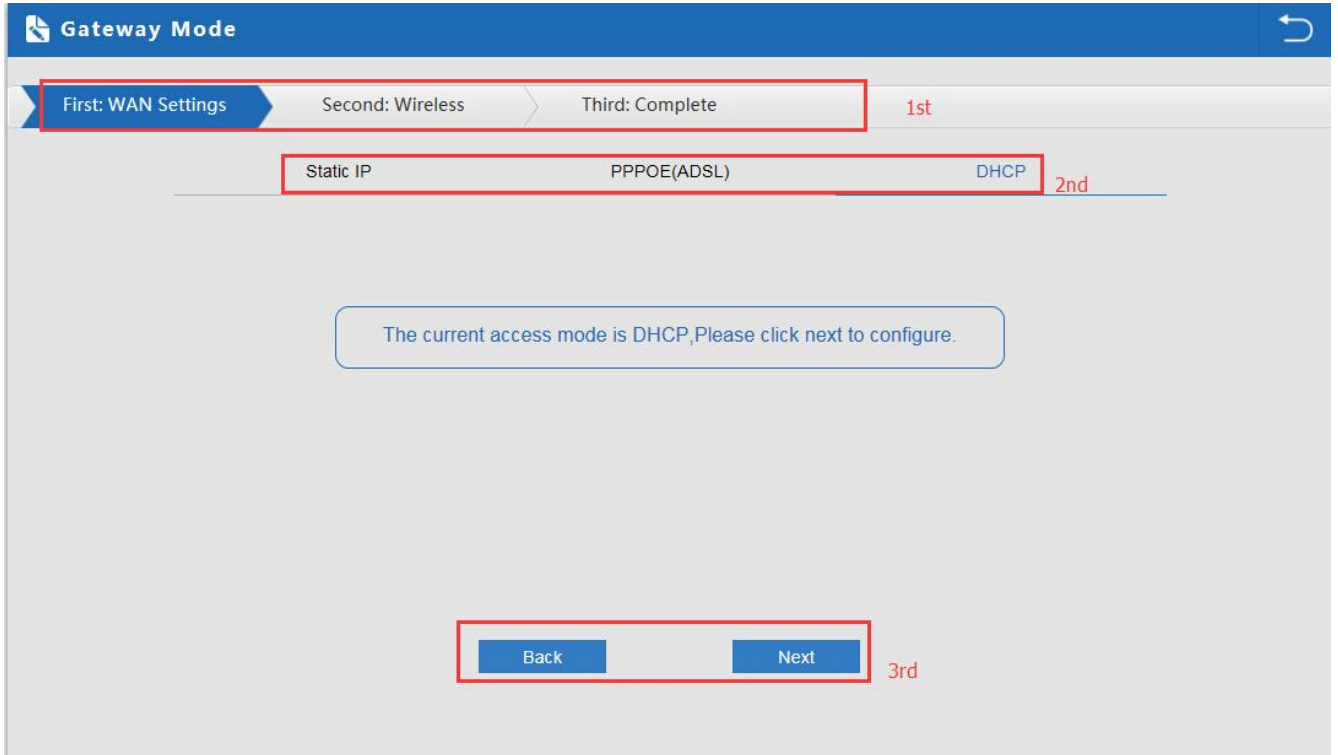 Gateway Mode
First: WAN Settings Second: Wireless Third: Complete 1st
Static IP PPPOE(ADSL) DHCP 2nd
The current access mode is DHCP,Please click next to configure.
Back Next 3rd